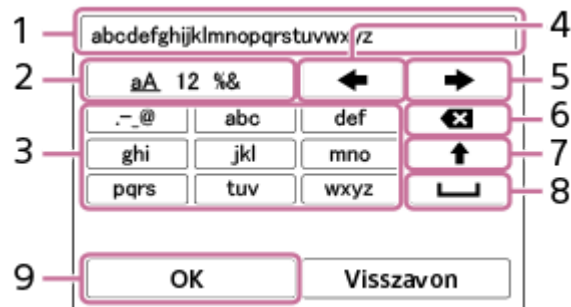 1 abcdefghijklmnopqrstuvwxyz 4
2 aA 12 %& 5
.-_@ abc def 6
3 ghi jkl mno 7
pqrs tuv wxyz 8
9 OK Visszavon